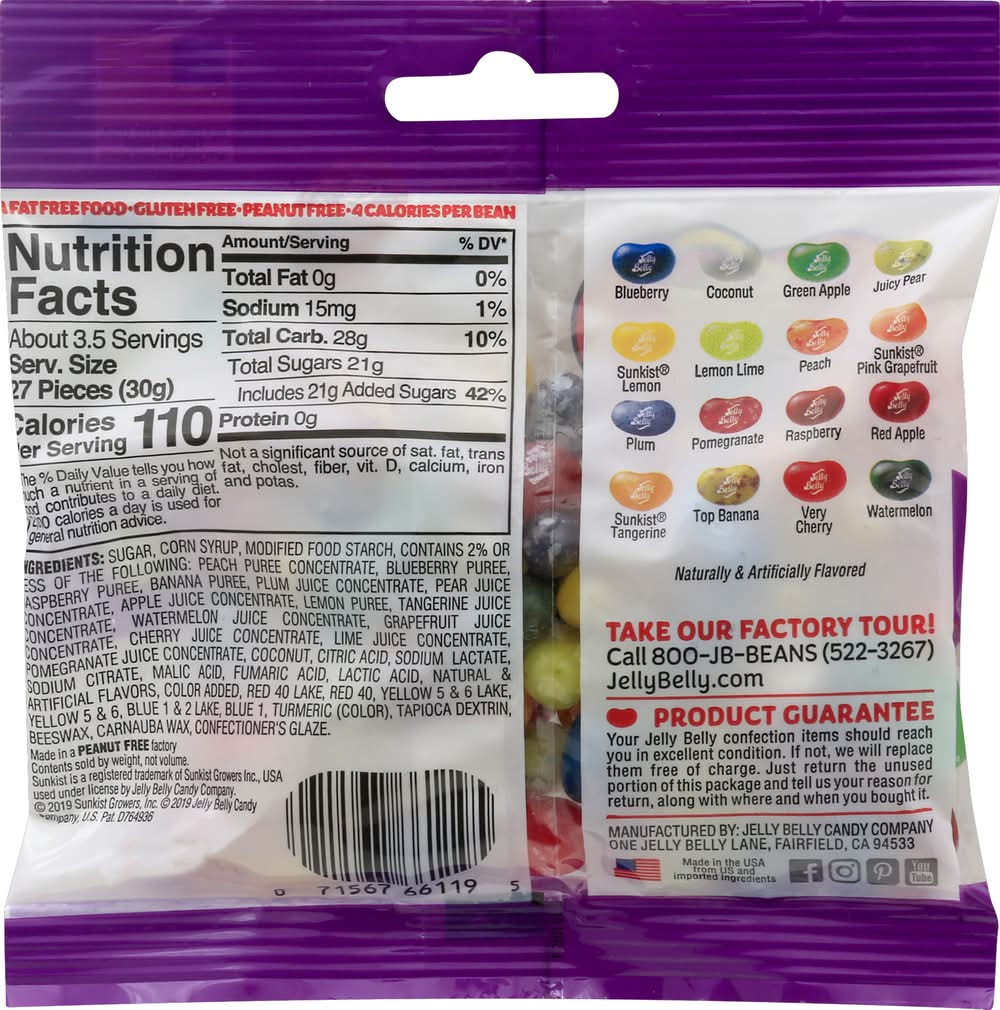 A FAT FREE FOOD • GLUTEN FREE • PEANUT FREE • 4 CALORIES PER BEAN
Nutrition
Facts
About 3.5 Servings
Serv. Size
27 Pieces (30g)
Calories
Per Serving 110
Amount/Serving % DV*
Total Fat 0g 0%
Sodium 15mg 1%
Total Carb. 28g 10%
Total Sugars 21g
Includes 21g Added Sugars 42%
Protein 0g
Not a significant source of sat. fat, trans
fat, cholest, fiber, vit. D, calcium, iron
and potas.
The % Daily Value tells you how
much a nutrient in a serving of
food contributes to a daily diet.
2,000 calories a day is used for
general nutrition advice.
INGREDIENTS: SUGAR, CORN SYRUP, MODIFIED FOOD STARCH, CONTAINS 2% OR
LESS OF THE FOLLOWING: PEACH PUREE CONCENTRATE, BLUEBERRY PUREE,
RASPBERRY PUREE, BANANA PUREE, PLUM JUICE CONCENTRATE, PEAR JUICE
CONCENTRATE, APPLE JUICE CONCENTRATE, LEMON PUREE, TANGERINE JUICE
CONCENTRATE, WATERMELON JUICE CONCENTRATE, GRAPEFRUIT JUICE
CONCENTRATE, CHERRY JUICE CONCENTRATE, LIME JUICE CONCENTRATE,
POMEGRANATE JUICE CONCENTRATE, COCONUT, CITRIC ACID, SODIUM LACTATE,
SODIUM CITRATE, MALIC ACID, FUMARIC ACID, LACTIC ACID, NATURAL &
ARTIFICIAL FLAVORS, COLOR ADDED, RED 40 LAKE, RED 40, YELLOW 5 & 6 LAKE,
YELLOW 5 & 6, BLUE 1 & 2 LAKE, BLUE 1, TURMERIC (COLOR), TAPIOCA DEXTRIN,
BEESWAX, CARNAUBA WAX, CONFECTIONER'S GLAZE.
Made in a PEANUT FREE factory
Contents sold by weight, not volume.
Sunkist is a registered trademark of Sunkist Growers Inc., USA
used under license by Jelly Belly Candy Company.
© 2019 Sunkist Growers, Inc. © 2019 Jelly Belly Candy
Company, U.S. Pat. D764936
0 71567 66119 5
Blueberry Coconut Green Apple Juicy Pear
Sunkist® Lemon Lemon Lime Peach Sunkist® Pink Grapefruit
Plum Pomegranate Raspberry Red Apple
Sunkist® Tangerine Top Banana Very Cherry Watermelon
Naturally & Artificially Flavored
TAKE OUR FACTORY TOUR!
Call 800-JB-BEANS (522-3267)
JellyBelly.com
PRODUCT GUARANTEE
Your Jelly Belly confection items should reach
you in excellent condition. If not, we will replace
them free of charge. Just return the unused
portion of this package and tell us your reason for
return, along with where and when you bought it.
MANUFACTURED BY: JELLY BELLY CANDY COMPANY
ONE JELLY BELLY LANE, FAIRFIELD, CA 94533
Made in the USA
from US and
imported ingredients
You
Tube